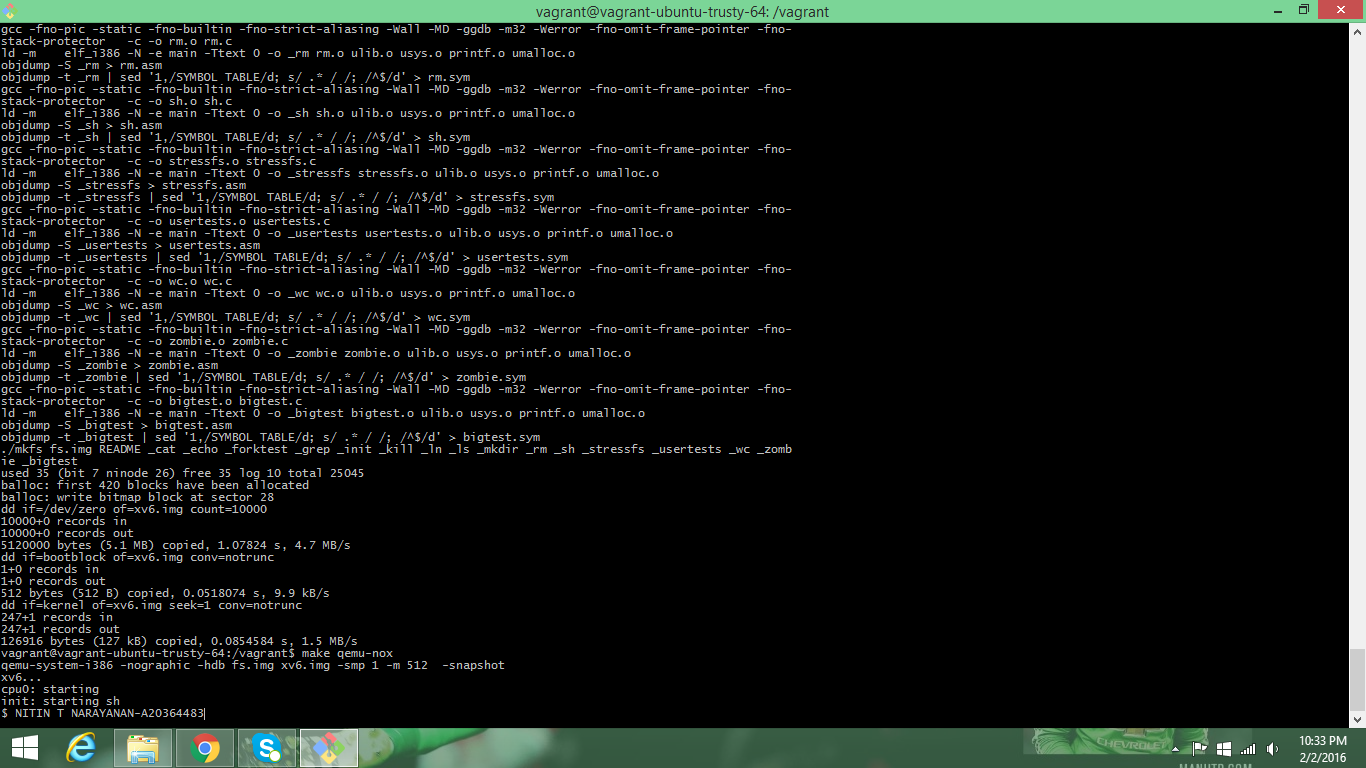 vagrant@vagrant-ubuntu-trusty-64: /vagrant
gcc -fno-pic -static -fno-builtin -fno-strict-aliasing -Wall -MD -ggdb -m32 -Werror -fno-omit-frame-pointer -fno-
stack-protector   -c -o rm.o rm.c
ld -m    elf_i386 -N -e main -Ttext 0 -o _rm rm.o ulib.o usys.o printf.o umalloc.o
objdump -S _rm > rm.asm
objdump -t _rm | sed '1,/SYMBOL TABLE/d; s/ .* / /; /^$/d' > rm.sym
gcc -fno-pic -static -fno-builtin -fno-strict-aliasing -Wall -MD -ggdb -m32 -Werror -fno-omit-frame-pointer -fno-
stack-protector   -c -o sh.o sh.c
ld -m    elf_i386 -N -e main -Ttext 0 -o _sh sh.o ulib.o usys.o printf.o umalloc.o
objdump -S _sh > sh.asm
objdump -t _sh | sed '1,/SYMBOL TABLE/d; s/ .* / /; /^$/d' > sh.sym
gcc -fno-pic -static -fno-builtin -fno-strict-aliasing -Wall -MD -ggdb -m32 -Werror -fno-omit-frame-pointer -fno-
stack-protector   -c -o stressfs.o stressfs.c
ld -m    elf_i386 -N -e main -Ttext 0 -o _stressfs stressfs.o ulib.o usys.o printf.o umalloc.o
objdump -S _stressfs > stressfs.asm
objdump -t _stressfs | sed '1,/SYMBOL TABLE/d; s/ .* / /; /^$/d' > stressfs.sym
gcc -fno-pic -static -fno-builtin -fno-strict-aliasing -Wall -MD -ggdb -m32 -Werror -fno-omit-frame-pointer -fno-
stack-protector   -c -o usertests.o usertests.c
ld -m    elf_i386 -N -e main -Ttext 0 -o _usertests usertests.o ulib.o usys.o printf.o umalloc.o
objdump -S _usertests > usertests.asm
objdump -t _usertests | sed '1,/SYMBOL TABLE/d; s/ .* / /; /^$/d' > usertests.sym
gcc -fno-pic -static -fno-builtin -fno-strict-aliasing -Wall -MD -ggdb -m32 -Werror -fno-omit-frame-pointer -fno-
stack-protector   -c -o wc.o wc.c
ld -m    elf_i386 -N -e main -Ttext 0 -o _wc wc.o ulib.o usys.o printf.o umalloc.o
objdump -S _wc > wc.asm
objdump -t _wc | sed '1,/SYMBOL TABLE/d; s/ .* / /; /^$/d' > wc.sym
gcc -fno-pic -static -fno-builtin -fno-strict-aliasing -Wall -MD -ggdb -m32 -Werror -fno-omit-frame-pointer -fno-
stack-protector   -c -o zombie.o zombie.c
ld -m    elf_i386 -N -e main -Ttext 0 -o _zombie zombie.o ulib.o usys.o printf.o umalloc.o
objdump -S _zombie > zombie.asm
objdump -t _zombie | sed '1,/SYMBOL TABLE/d; s/ .* / /; /^$/d' > zombie.sym
gcc -fno-pic -static -fno-builtin -fno-strict-aliasing -Wall -MD -ggdb -m32 -Werror -fno-omit-frame-pointer -fno-
stack-protector   -c -o bigtest.o bigtest.c
ld -m    elf_i386 -N -e main -Ttext 0 -o _bigtest bigtest.o ulib.o usys.o printf.o umalloc.o
objdump -S _bigtest > bigtest.asm
objdump -t _bigtest | sed '1,/SYMBOL TABLE/d; s/ .* / /; /^$/d' > bigtest.sym
./mkfs fs.img README _cat _echo _forktest _grep _init _kill _ln _ls _mkdir _rm _sh _stressfs _usertests _wc _zomb
ie _bigtest
used 35 (bit 7 ninode 26) free 35 log 10 total 25045
balloc: first 420 blocks have been allocated
balloc: write bitmap block at sector 28
dd if=/dev/zero of=xv6.img count=10000
10000+0 records in
10000+0 records out
5120000 bytes (5.1 MB) copied, 1.07824 s, 4.7 MB/s
dd if=bootblock of=xv6.img conv=notrunc
1+0 records in
1+0 records out
512 bytes (512 B) copied, 0.0518074 s, 9.9 kB/s
dd if=kernel of=xv6.img seek=1 conv=notrunc
247+1 records in
247+1 records out
126916 bytes (127 kB) copied, 0.0854584 s, 1.5 MB/s
vagrant@vagrant-ubuntu-trusty-64:/vagrant$ make qemu-nox
qemu-system-i386 -nographic -hdb fs.img xv6.img -smp 1 -m 512  -snapshot
xv6...
cpu0: starting
init: starting sh
$ NITIN T NARAYANAN-A20364483
CHEVROLET
10:33 PM
2/2/2016
MANUTD.COM